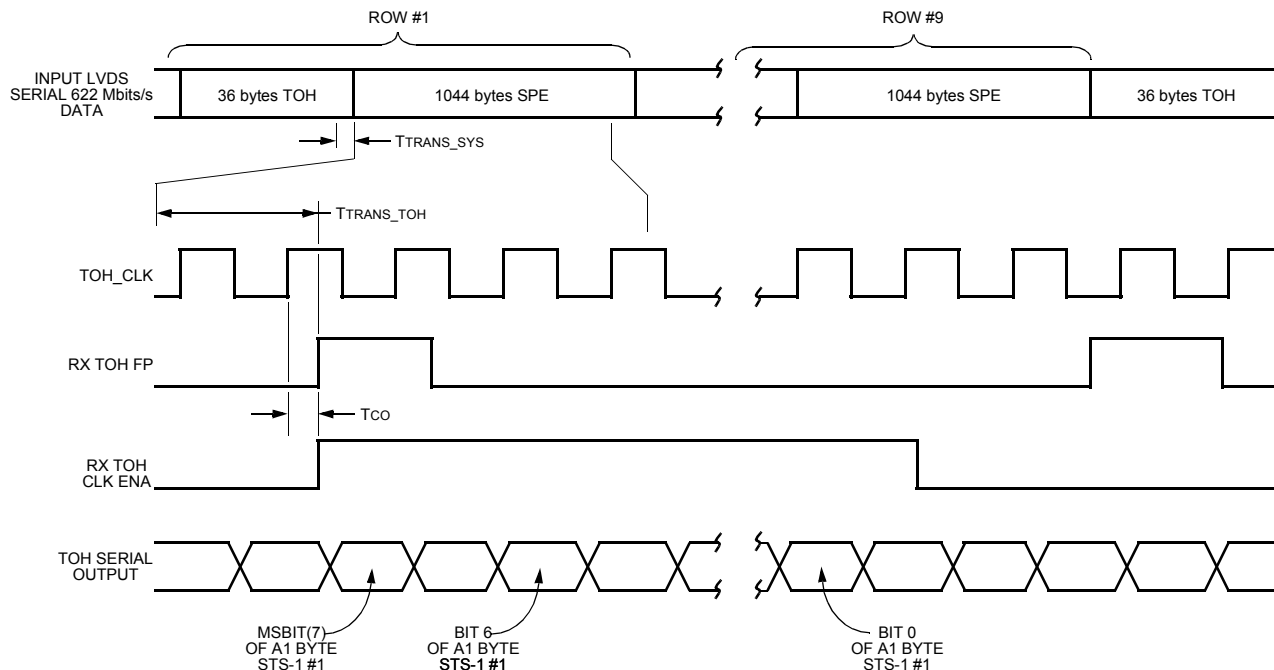 ROW #1
ROW #9
INPUT LVDS
SERIAL 622 Mbits/s
DATA
36 bytes TOH
1044 bytes SPE
1044 bytes SPE
36 bytes TOH
TTRANS_SYS
TTRANS_TOH
TOH_CLK
RX TOH FP
TCO
RX TOH
CLK ENA
TOH SERIAL
OUTPUT
MSBIT(7)
OF A1 BYTE
STS-1 #1
BIT 6
OF A1 BYTE
STS-1 #1
BIT 0
OF A1 BYTE
STS-1 #1